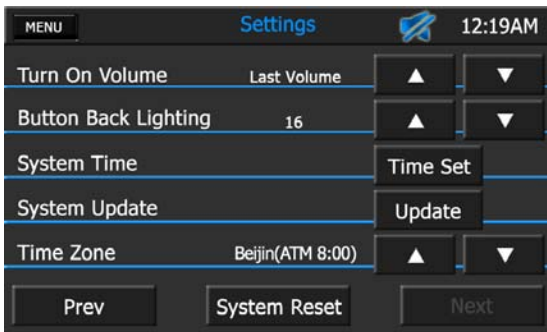 MENU Settings 12:19AM
Turn On Volume Last Volume ▲ ▼
Button Back Lighting 16 ▲ ▼
System Time Time Set
System Update Update
Time Zone Beijin(ATM 8:00) ▲ ▼
Prev System Reset Next